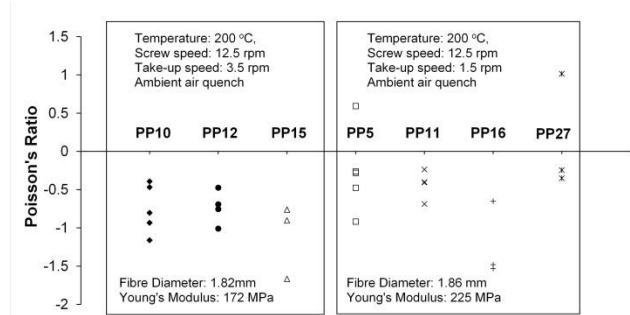 Temperature: 200 °C,
Screw speed: 12.5 rpm
Take-up speed: 3.5 rpm
Ambient air quench
Temperature: 200 °C,
Screw speed: 12.5 rpm
Take-up speed: 1.5 rpm
Ambient air quench
1.5
1
0.5
0
-0.5
-1
-1.5
-2
Poisson's Ratio
PP10 PP12 PP15 PP5 PP11 PP16 PP27
Fibre Diameter: 1.82mm
Young's Modulus: 172 MPa
Fibre Diameter: 1.86 mm
Young's Modulus: 225 MPa